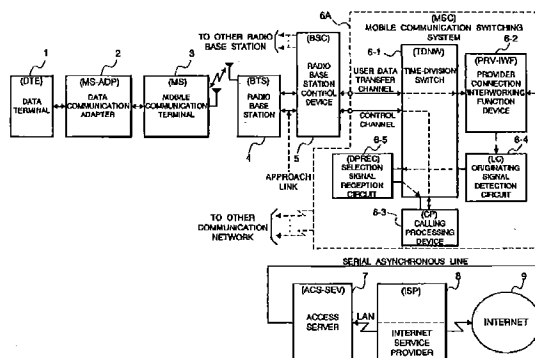 6A
(MSC)
MOBILE COMMUNICATION SWITCHING
SYSTEM
TO OTHER RADIO
BASE STATION
(BSC)
RADIO
BASE STATION
CONTROL
DEVICE
5
6-1
(TDNW)
TIME-DIVISION
SWITCH
6-2
(PRV-IWF)
PROVIDER
CONNECTION
INTERWORKING
FUNCTION
DEVICE
1
(DTE)
DATA
TERMINAL
2
(MS-ADP)
DATA
COMMUNICATION
ADAPTER
3
(MS)
MOBILE
COMMUNICATION
TERMINAL
(BTS)
RADIO
BASE
STATION
4
USER DATA
TRANSFER
CHANNEL
CONTROL
CHANNEL
6-5
(DPREC)
SELECTION
SIGNAL
RECEPTION
CIRCUIT
6-4
(LC)
ORIGINATING
SIGNAL
DETECTION
CIRCUIT
APPROACH
LINK
TO OTHER
COMMUNICATION
NETWORK
6-3
(CP)
CALLING
PROCESSING
DEVICE
SERIAL ASYNCHRONOUS LINE
7
(ACS-SEV)
ACCESS
SERVER
LAN
8
(ISP)
INTERNET
SERVICE
PROVIDER
9
INTERNET